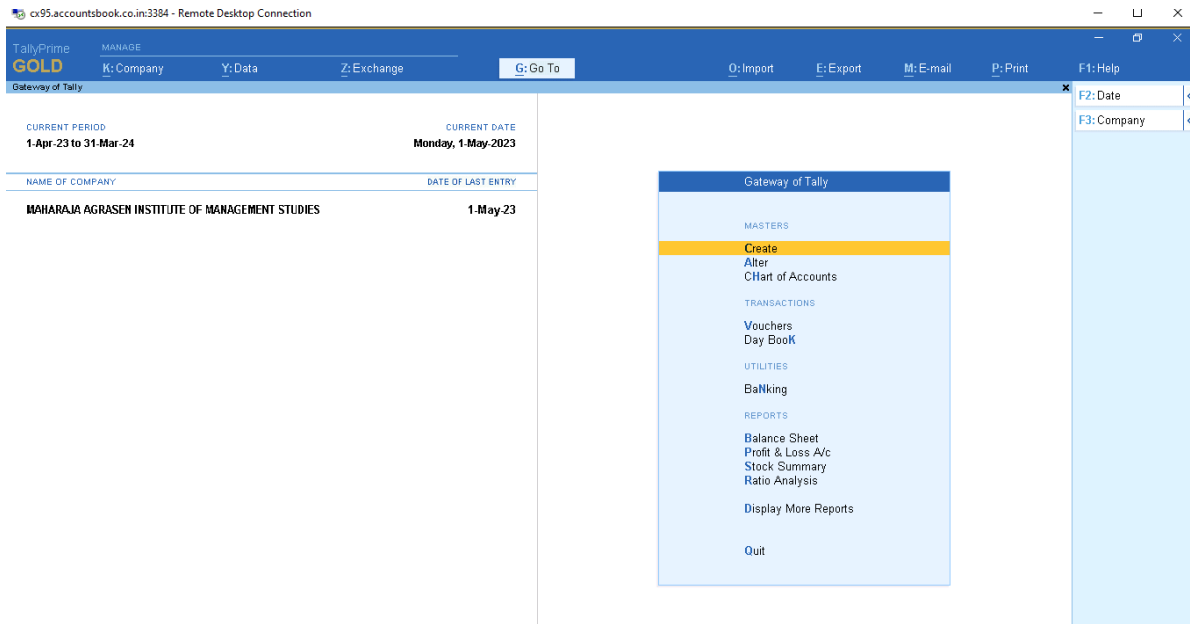 cx95.accountsbook.co.in:3384 - Remote Desktop Connection
TallyPrime
GOLD
MANAGE
K: Company Y: Data Z: Exchange G: Go To O: Import E: Export M: E-mail P: Print F1: Help
Gateway of Tally
F2: Date
F3: Company
CURRENT PERIOD CURRENT DATE
1-Apr-23 to 31-Mar-24 Monday, 1-May-2023
NAME OF COMPANY DATE OF LAST ENTRY
MAHARAJA AGRASEN INSTITUTE OF MANAGEMENT STUDIES 1-May-23
Gateway of Tally
MASTERS
Create
Alter
CHart of Accounts
TRANSACTIONS
Vouchers
Day BooK
UTILITIES
BaNking
REPORTS
Balance Sheet
Profit & Loss A/c
Stock Summary
Ratio Analysis
Display More Reports
Quit